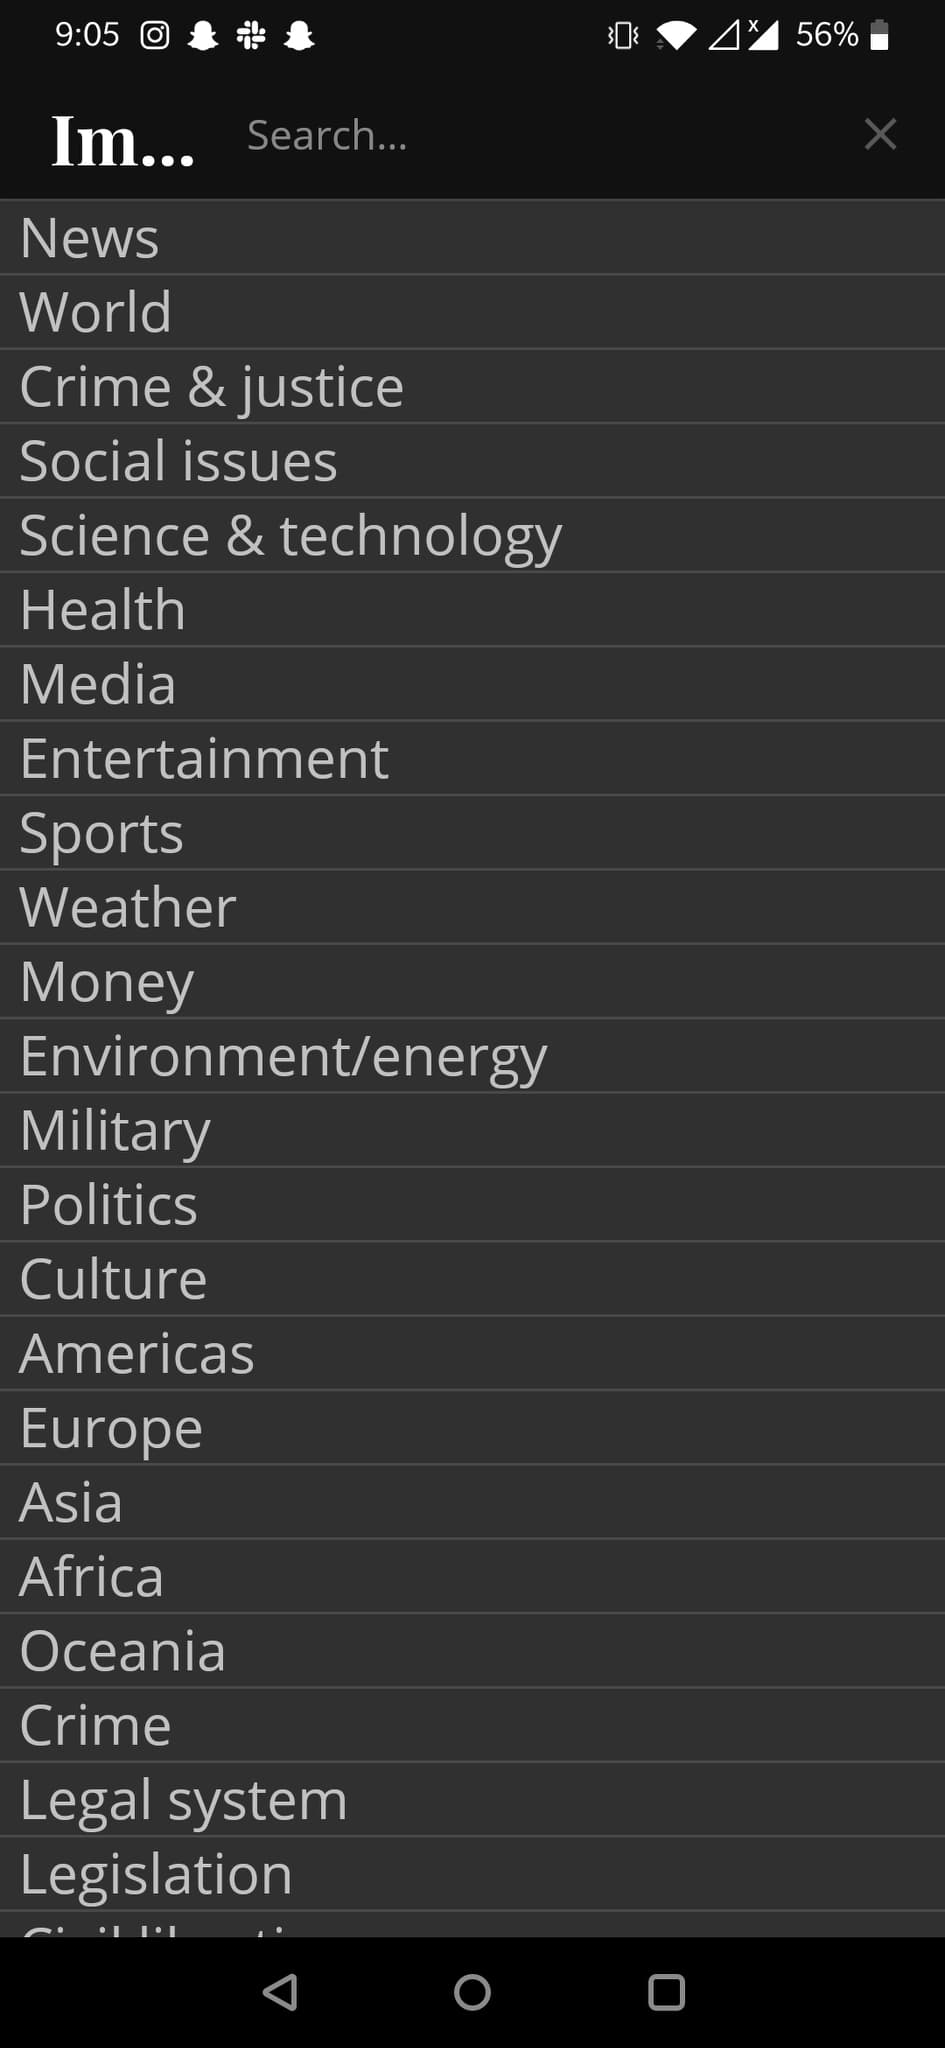 9:05 56%
Im... Search...
News
World
Crime & justice
Social issues
Science & technology
Health
Media
Entertainment
Sports
Weather
Money
Environment/energy
Military
Politics
Culture
Americas
Europe
Asia
Africa
Oceania
Crime
Legal system
Legislation